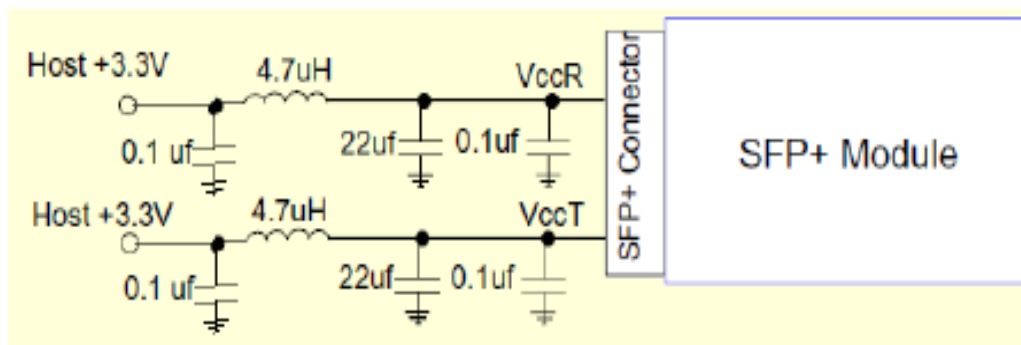 Host +3.3V
4.7uH
VccR
0.1 uf
22uf
0.1uf
Host +3.3V
4.7uH
VccT
0.1 uf
22uf
0.1uf
SFP+ Connector
SFP+ Module